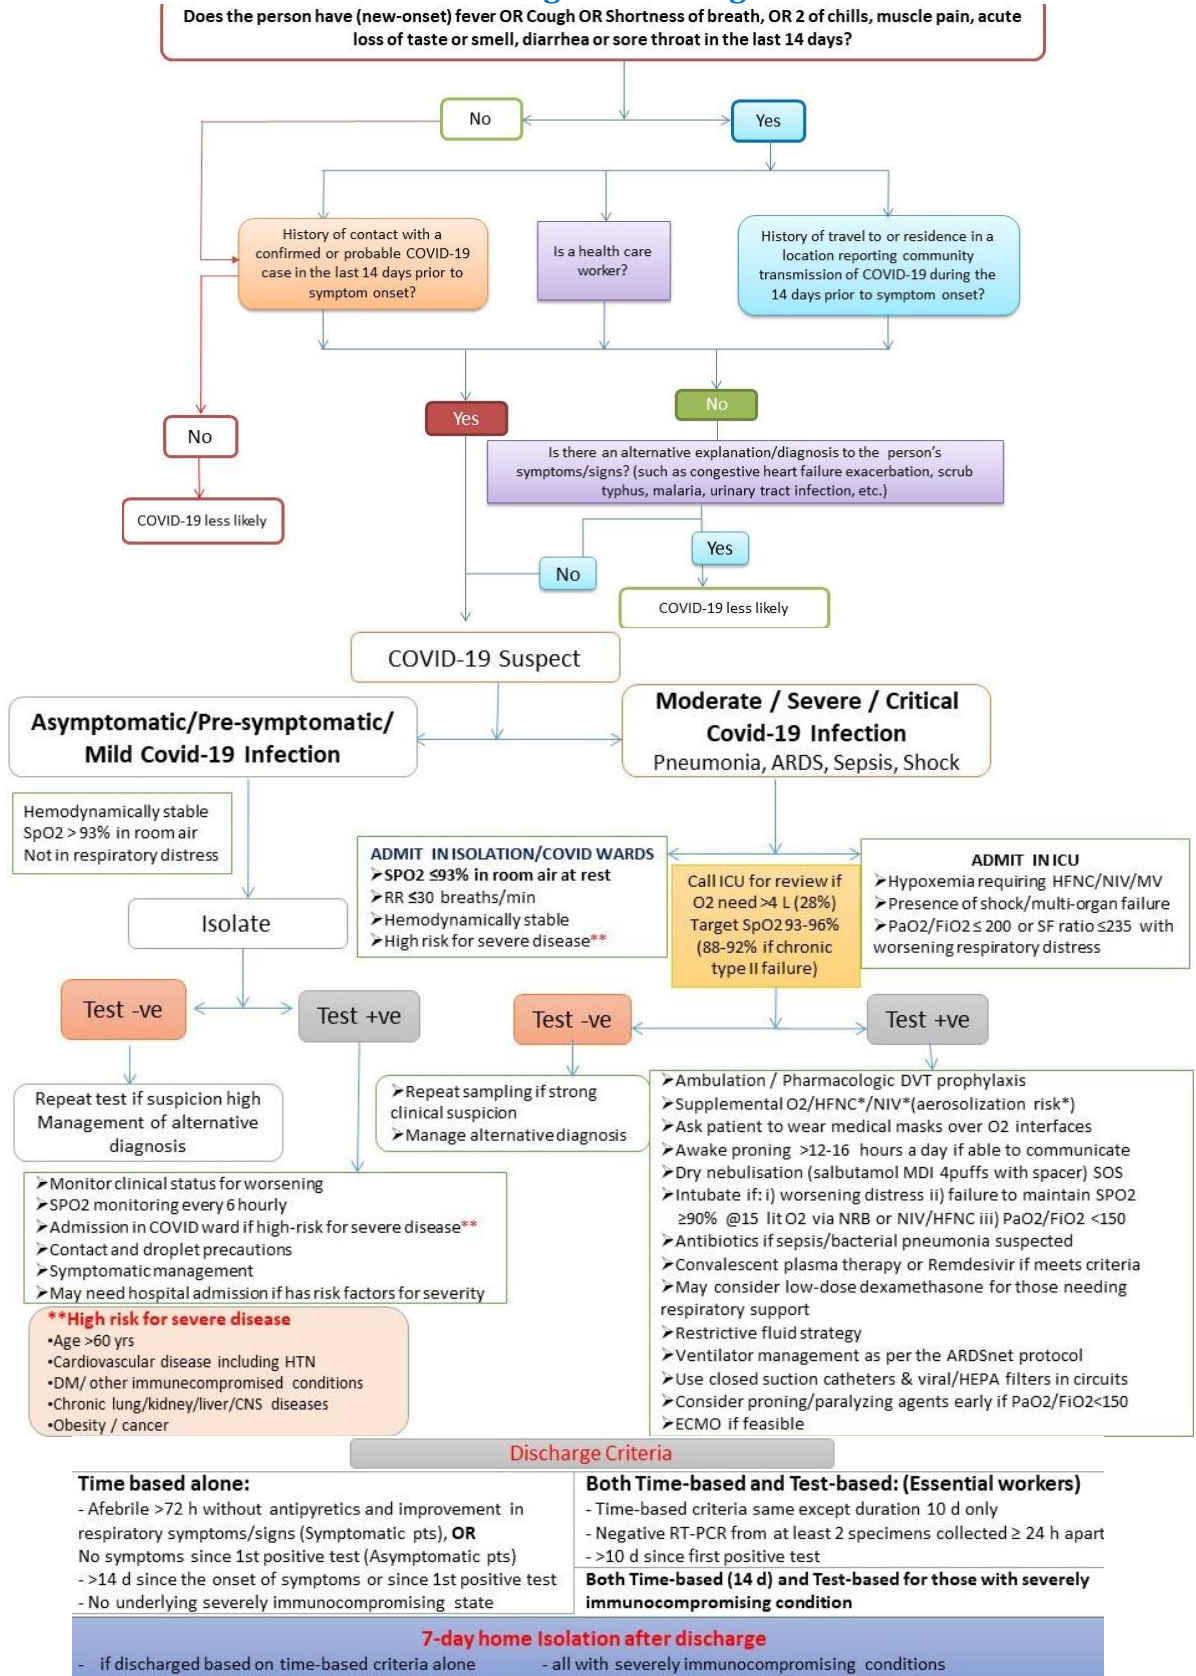 Does the person have (new-onset) fever OR Cough OR Shortness of breath, OR 2 of chills, muscle pain, acute
loss of taste or smell, diarrhea or sore throat in the last 14 days?
No
Yes
History of contact with a
confirmed or probable COVID-19
case in the last 14 days prior to
symptom onset?
Is a health care
worker?
History of travel to or residence in a
location reporting community
transmission of COVID-19 during the
14 days prior to symptom onset?
Yes
No
No
Is there an alternative explanation/diagnosis to the person's
symptoms/signs? (such as congestive heart failure exacerbation, scrub
typhus, malaria, urinary tract infection, etc.)
COVID-19 less likely
Yes
No
COVID-19 less likely
COVID-19 Suspect
Asymptomatic/Pre-symptomatic/
Mild Covid-19 Infection
Moderate / Severe / Critical
Covid-19 Infection
Pneumonia, ARDS, Sepsis, Shock
Hemodynamically stable
SpO2 > 93% in room air
Not in respiratory distress
ADMIT IN ISOLATION/COVID WARDS
➢SPO2 ≤93% in room air at rest
➢RR ≤30 breaths/min
➢Hemodynamically stable
➢High risk for severe disease**
Call ICU for review if
O2 need >4 L (28%)
Target SpO2 93-96%
(88-92% if chronic
type II failure)
ADMIT IN ICU
➢Hypoxemia requiring HFNC/NIV/MV
➢Presence of shock/multi-organ failure
➢PaO2/FiO2 ≤ 200 or SF ratio ≤235 with
worsening respiratory distress
Isolate
Test -ve
Test +ve
Test -ve
Test +ve
Repeat test if suspicion high
Management of alternative
diagnosis
➢Repeat sampling if strong
clinical suspicion
➢Manage alternative diagnosis
➢Ambulation / Pharmacologic DVT prophylaxis
➢Supplemental O2/HFNC*/NIV*(aerosolization risk*)
➢Ask patient to wear medical masks over O2 interfaces
➢Awake proning >12-16 hours a day if able to communicate
➢Dry nebulisation (salbutamol MDI 4puffs with spacer) SOS
➢Intubate if: i) worsening distress ii) failure to maintain SPO2
≥90% @15 lit O2 via NRB or NIV/HFNC iii) PaO2/FiO2 <150
➢Antibiotics if sepsis/bacterial pneumonia suspected
➢Convalescent plasma therapy or Remdesivir if meets criteria
➢May consider low-dose dexamethasone for those needing
respiratory support
➢Restrictive fluid strategy
➢Ventilator management as per the ARDSnet protocol
➢Use closed suction catheters & viral/HEPA filters in circuits
➢Consider proning/paralyzing agents early if PaO2/FiO2<150
➢ECMO if feasible
➢Monitor clinical status for worsening
➢SPO2 monitoring every 6 hourly
➢Admission in COVID ward if high-risk for severe disease**
➢Contact and droplet precautions
➢Symptomatic management
➢May need hospital admission if has risk factors for severity
**High risk for severe disease
•Age >60 yrs
•Cardiovascular disease including HTN
•DM/ other immunecompromised conditions
•Chronic lung/kidney/liver/CNS diseases
•Obesity / cancer
Discharge Criteria
Time based alone:
- Afebrile >72 h without antipyretics and improvement in
respiratory symptoms/signs (Symptomatic pts), OR
No symptoms since 1st positive test (Asymptomatic pts)
- >14 d since the onset of symptoms or since 1st positive test
- No underlying severely immunocompromising state
Both Time-based and Test-based: (Essential workers)
- Time-based criteria same except duration 10 d only
- Negative RT-PCR from at least 2 specimens collected ≥ 24 h apart
- >10 d since first positive test
Both Time-based (14 d) and Test-based for those with severely
immunocompromising condition
7-day home Isolation after discharge
- if discharged based on time-based criteria alone
- all with severely immunocompromising conditions